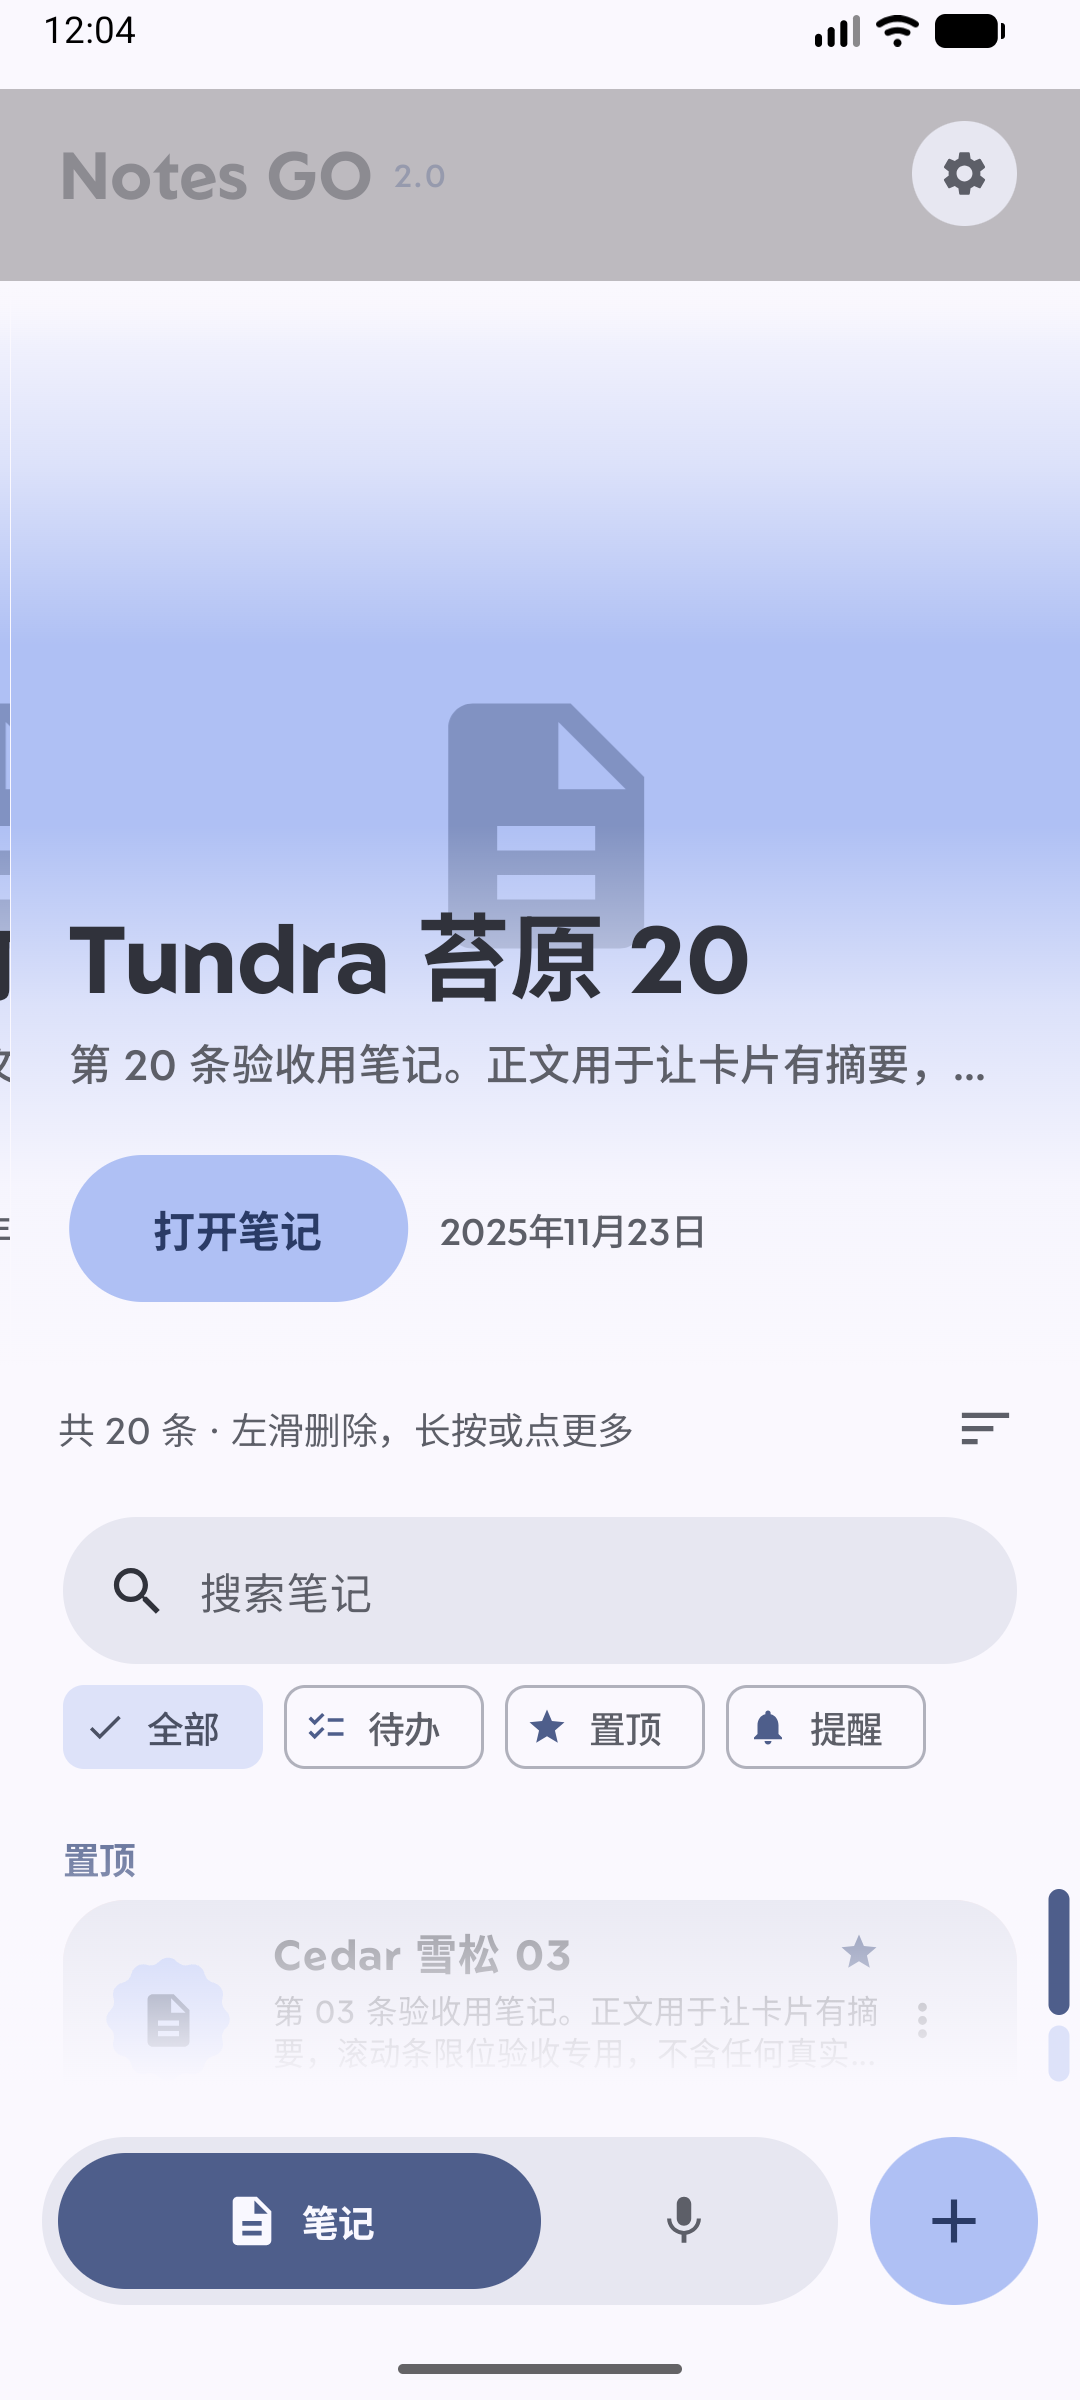 12:04
Notes GO 2.0
Tundra 苔原 20
第 20 条验收用笔记。正文用于让卡片有摘要，...
打开笔记
2025年11月23日
共 20 条 · 左滑删除，长按或点更多
搜索笔记
全部
待办
置顶
提醒
置顶
Cedar 雪松 03
第 03 条验收用笔记。正文用于让卡片有摘
要，滚动条限位验收专用，不含任何真实...
笔记